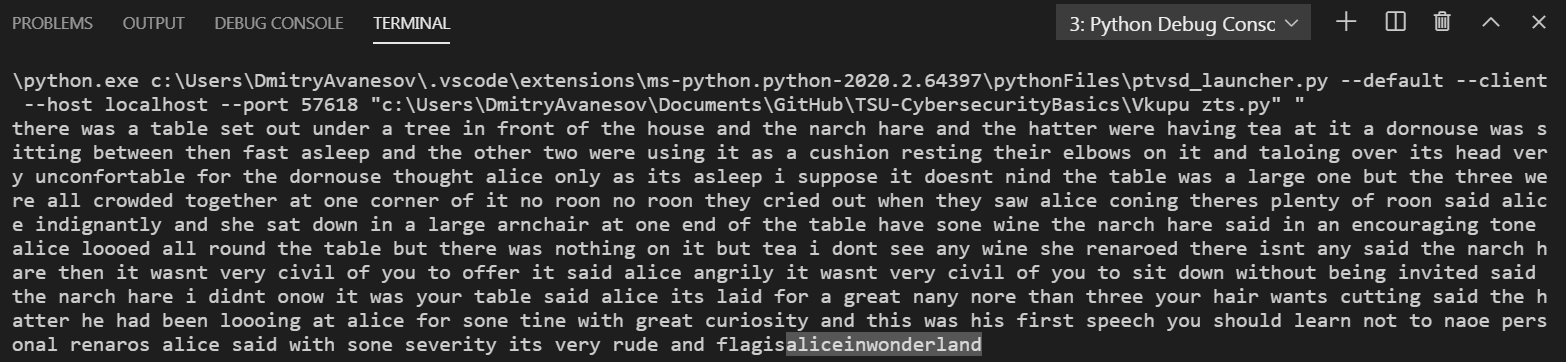 PROBLEMS OUTPUT DEBUG CONSOLE TERMINAL 3: Python Debug Consc
\python.exe c:\Users\DmitryAvanesov\.vscode\extensions\ms-python.python-2020.2.64397\pythonFiles\ptvsd_launcher.py --default --client
--host localhost --port 57618 "c:\Users\DmitryAvanesov\Documents\GitHub\TSU-CybersecurityBasics\Vkupu zts.py" "
there was a table set out under a tree in front of the house and the narch hare and the hatter were having tea at it a dornouse was s
itting between then fast asleep and the other two were using it as a cushion resting their elbows on it and taloing over its head ver
y unconfortable for the dornouse thought alice only as its asleep i suppose it doesnt nind the table was a large one but the three we
re all crowded together at one corner of it no roon no roon they cried out when they saw alice coning theres plenty of roon said alic
e indignantly and she sat down in a large arnchair at one end of the table have sone wine the narch hare said in an encouraging tone
alice loooed all round the table but there was nothing on it but tea i dont see any wine she renaroed there isnt any said the narch h
are then it wasnt very civil of you to offer it said alice angrily it wasnt very civil of you to sit down without being invited said
the narch hare i didnt onow it was your table said alice its laid for a great nany nore than three your hair wants cutting said the h
atter he had been loooing at alice for sone tine with great curiosity and this was his first speech you should learn not to naoe pers
onal renaros alice said with sone severity its very rude and flagisaliceinwonderland